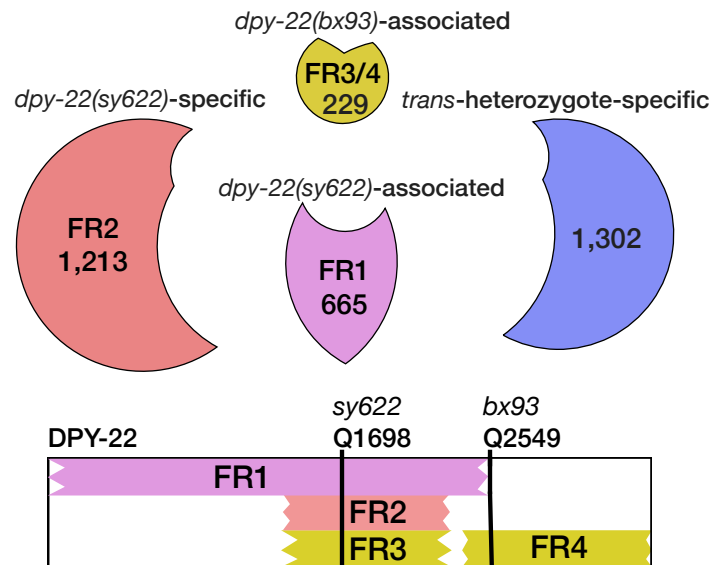 dpy-22(bx93)-associated
FR3/4
229
dpy-22(sy622)-specific
trans-heterozygote-specific
dpy-22(sy622)-associated
FR2
1,213
FR1
665
1,302
sy622
bx93
DPY-22
Q1698
Q2549
FR1
FR2
FR3
FR4